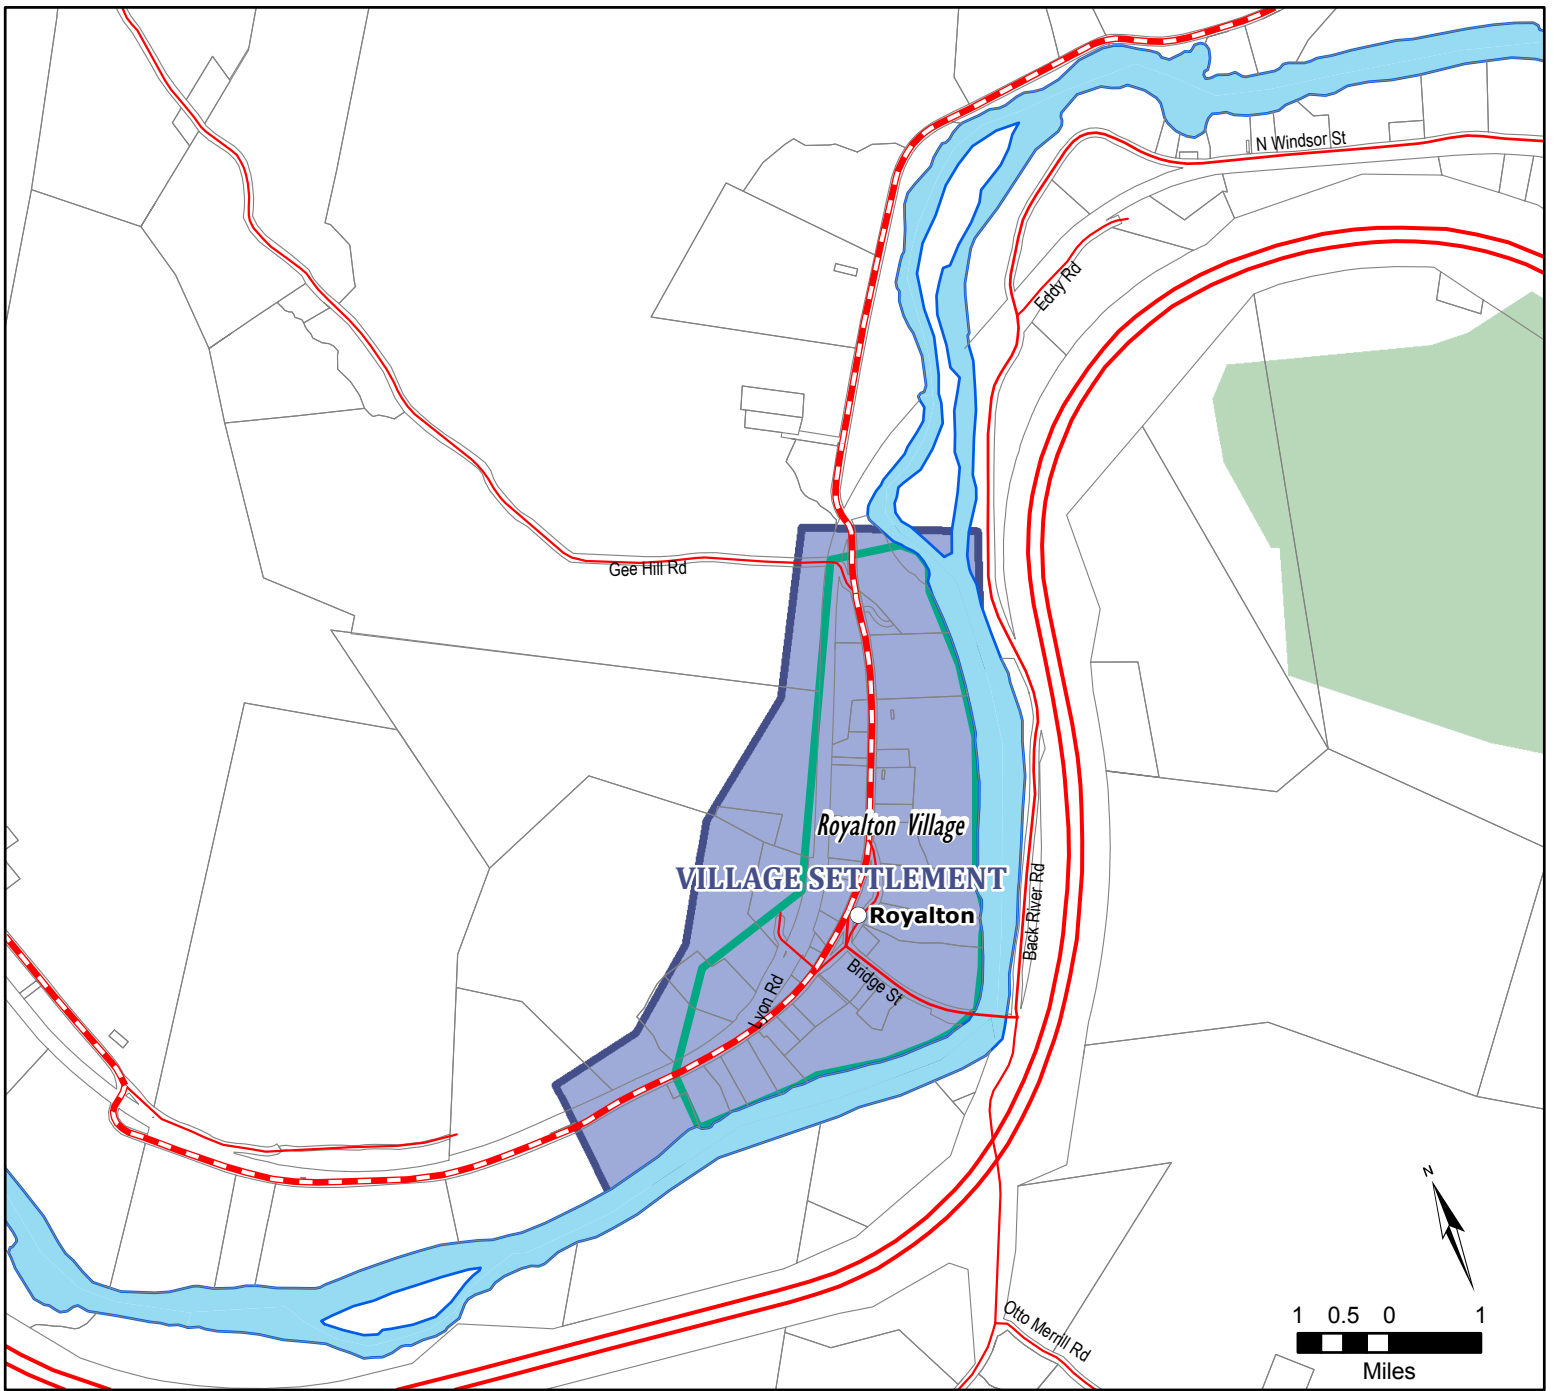 N Windsor St
Eddy Rd
Gee Hill Rd
Royalton Village
VILLAGE SETTLEMENT
Royalton
Back River Rd
Bridge St
Lyon Rd
N
Otto Merrill Rd
1 0.5 0 1
Miles